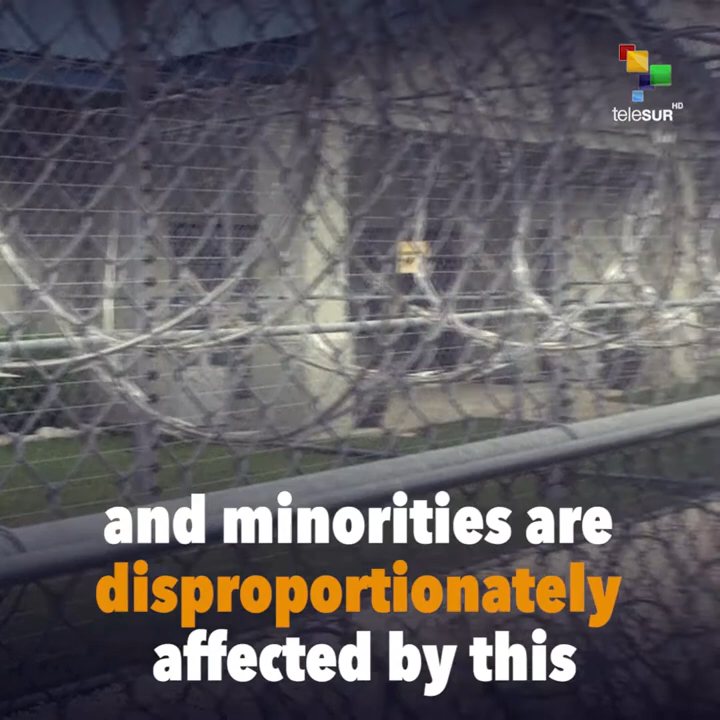 teleSUR HD
and minorities are
disproportionately
affected by this